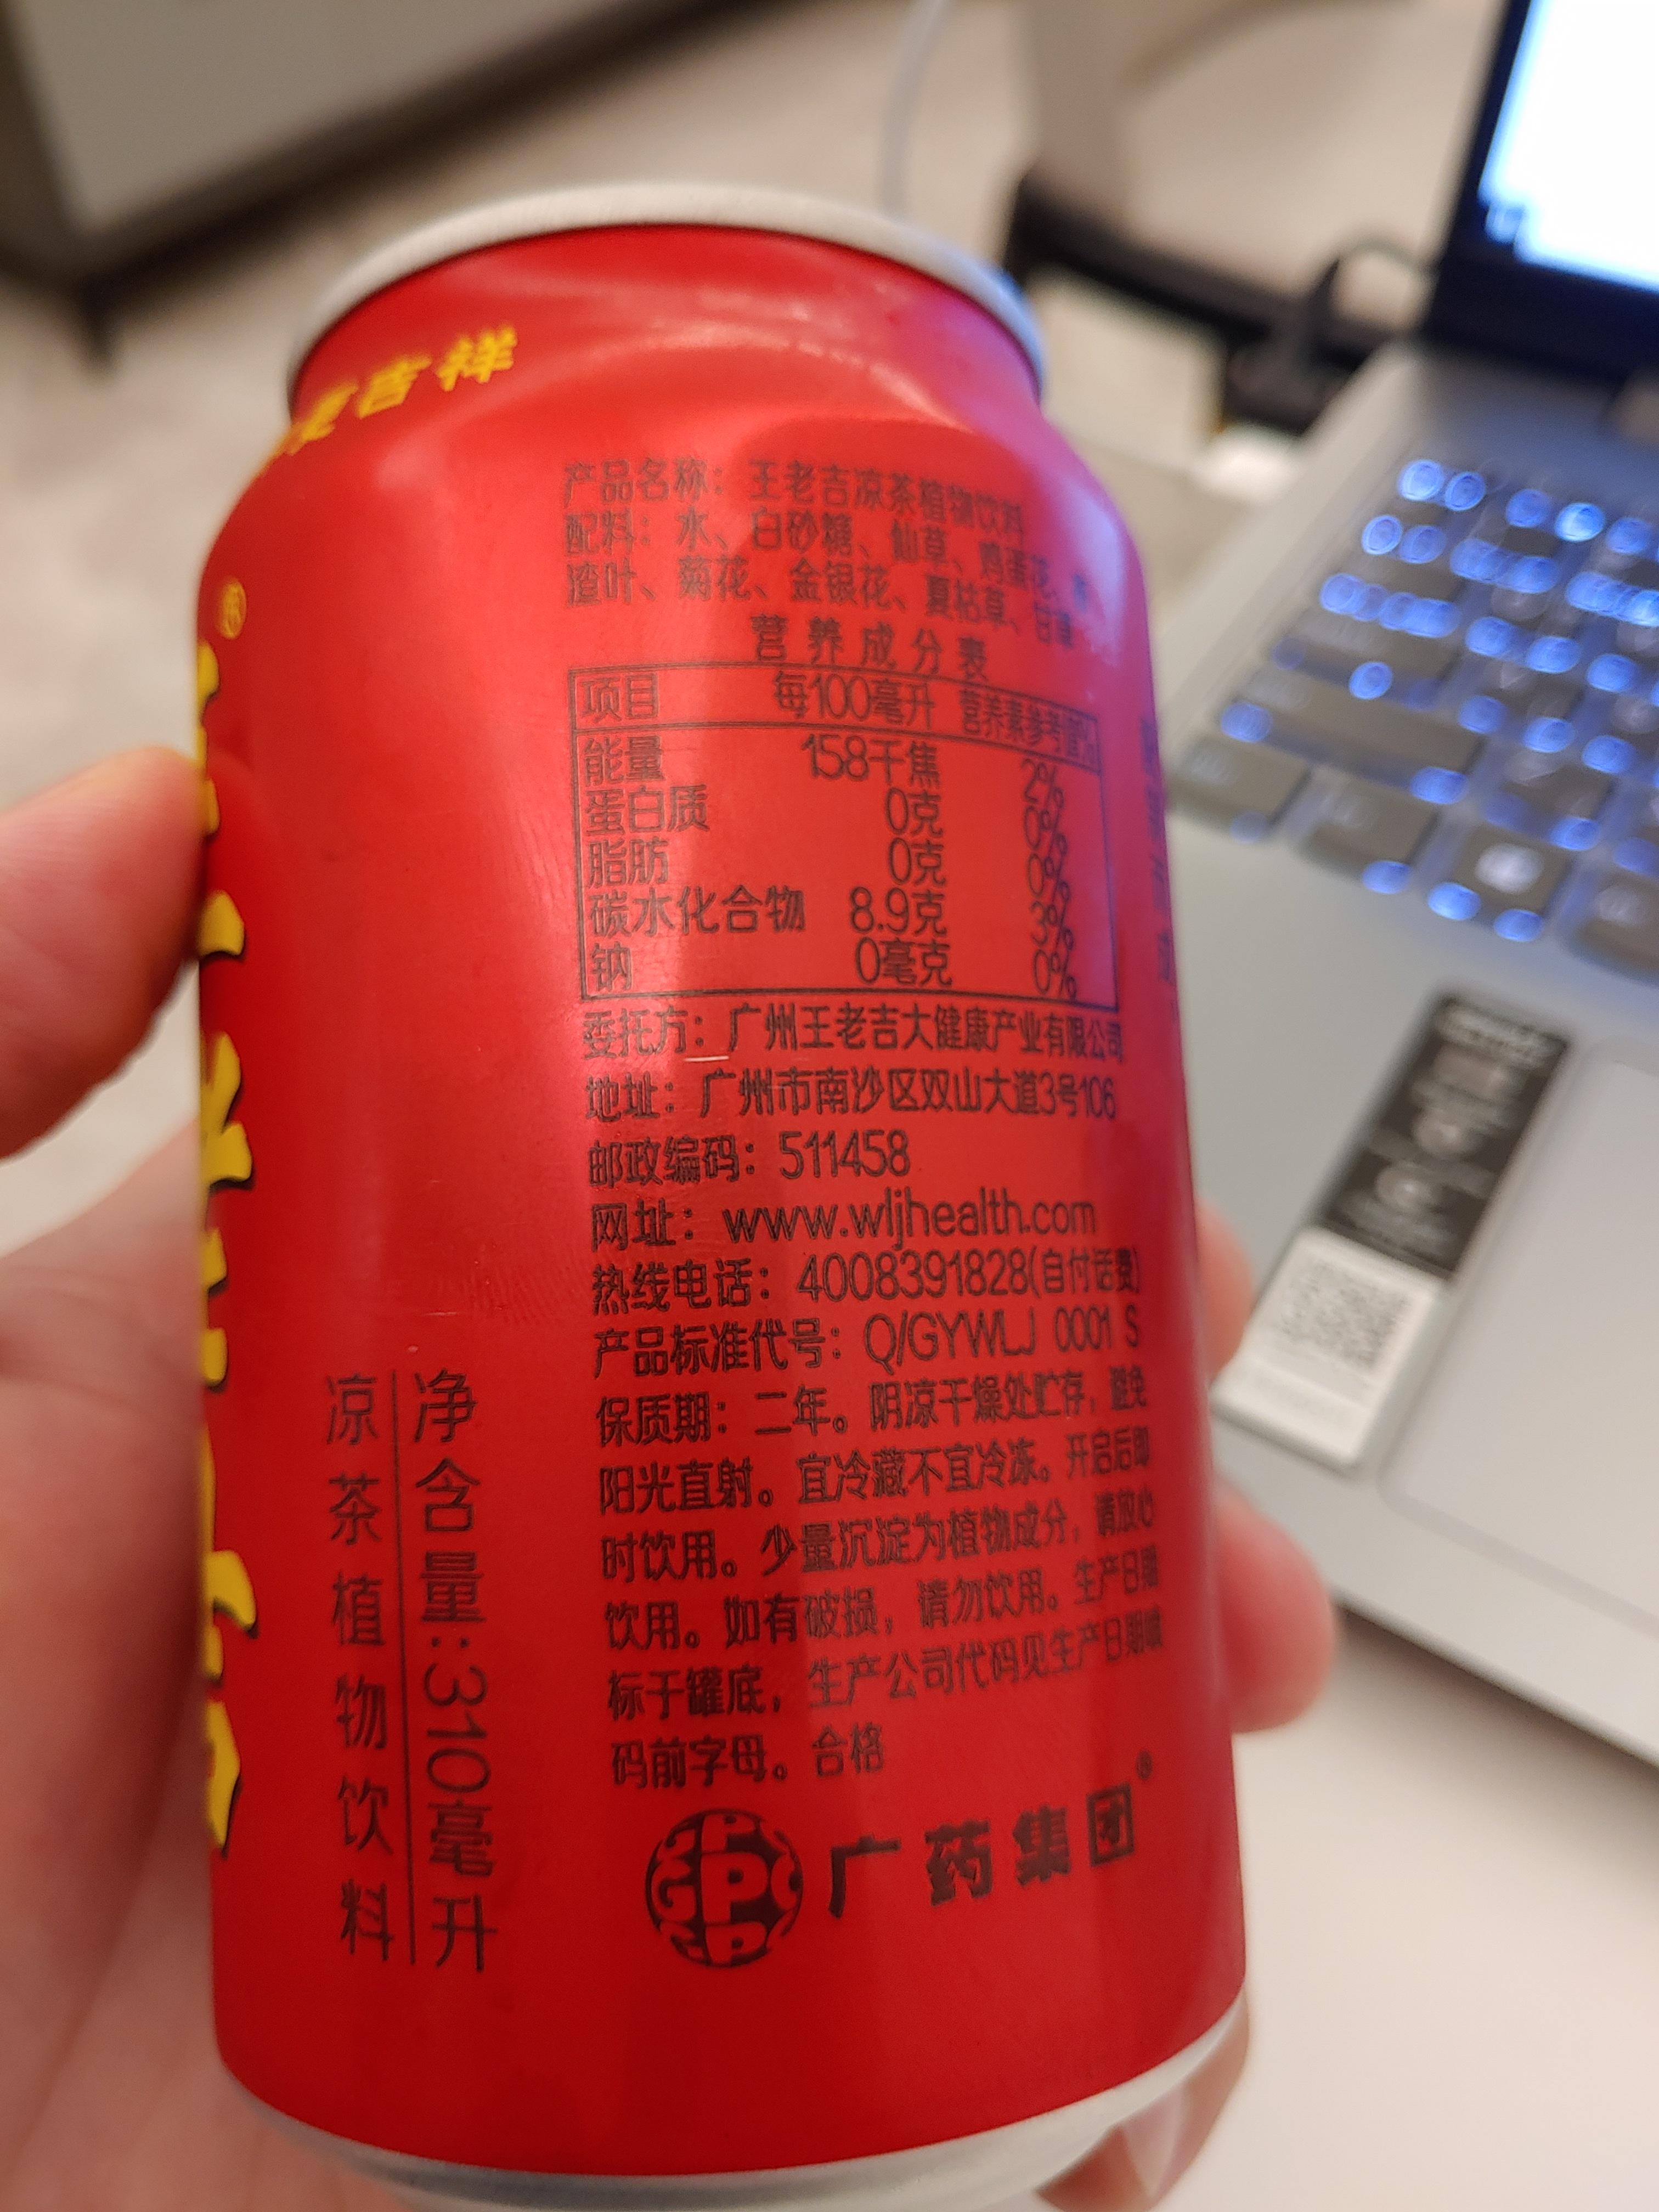 吉祥
产品名称：王老吉凉茶植物饮料
配料：水、白砂糖、仙草、鸡蛋花、布
渣叶、菊花、金银花、夏枯草、甘草
营养成分表
项目 每100毫升 营养素参考值%
能量 158千焦 2%
蛋白质 0克 0%
脂肪 0克 0%
碳水化合物 8.9克 3%
钠 0毫克 0%
委托方：广州王老吉大健康产业有限公司
地址：广州市南沙区双山大道3号106
邮政编码：511458
网址：www.wljhealth.com
热线电话：4008391828(自付话费)
产品标准代号：Q/GYWLJ 0001 S
保质期：二年。阴凉干燥处贮存，避免
阳光直射。宜冷藏不宜冷冻。开启后即
时饮用。少量沉淀为植物成分，请放心
饮用。如有破损，请勿饮用。生产日期
标于罐底，生产公司代码见生产日期喷
码前字母。合格
广药集团®
净含量:310毫升
凉茶植物饮料